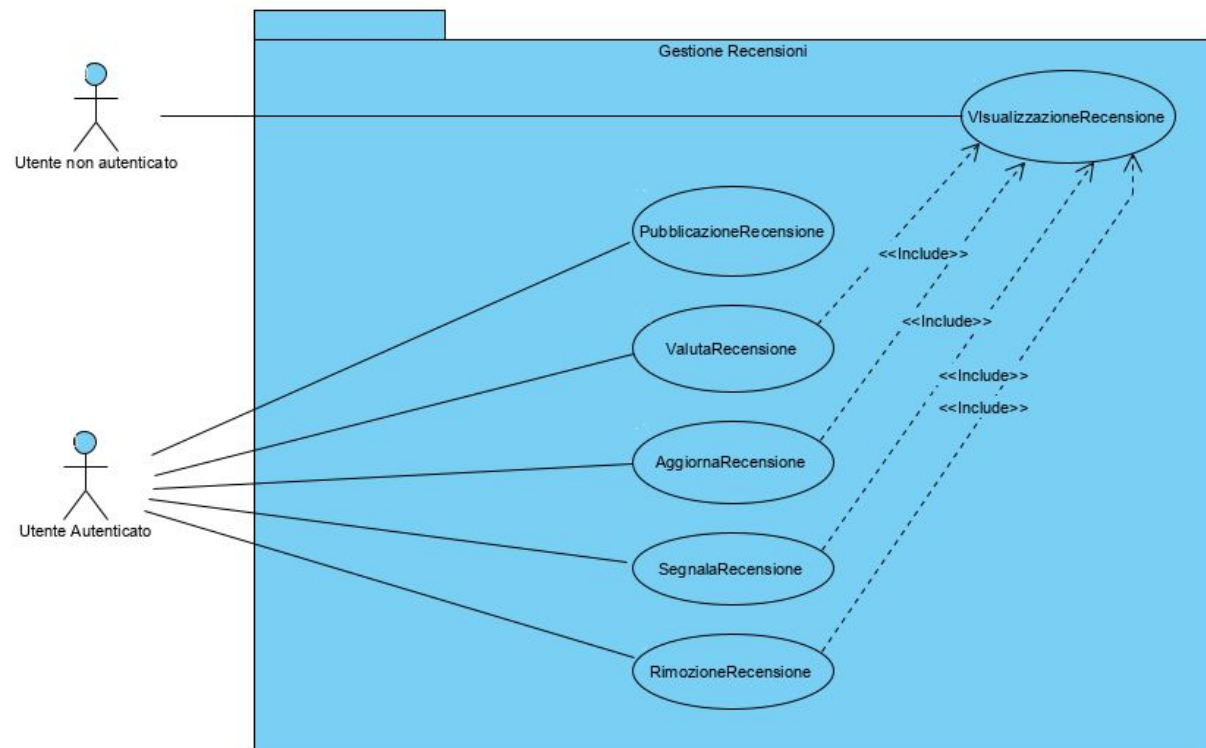 Gestione Recensioni
VIsualizzazioneRecensione
Utente non autenticato
PubblicazioneRecensione
<<Include>>
<<Include>>
ValutaRecensione
<<Include>>
<<Include>>
AggiornaRecensione
Utente Autenticato
SegnalaRecensione
RimozioneRecensione